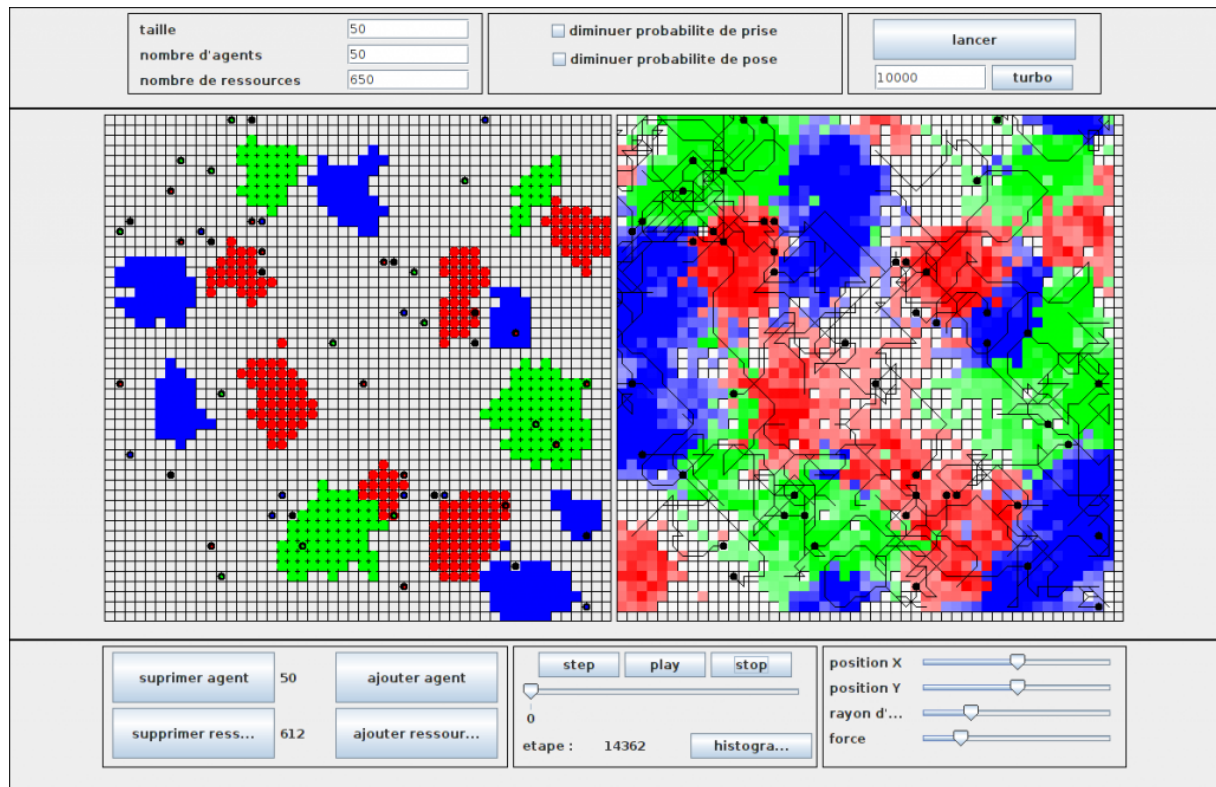 taille 50
nombre d'agents 50
nombre de ressources 650
diminuer probabilite de prise
diminuer probabilite de pose
lancer
10000 turbo
suprimer agent 50 ajouter agent
supprimer ress... 612 ajouter ressour...
step play stop
0
etape : 14362 histogra...
position X
position Y
rayon d'...
force